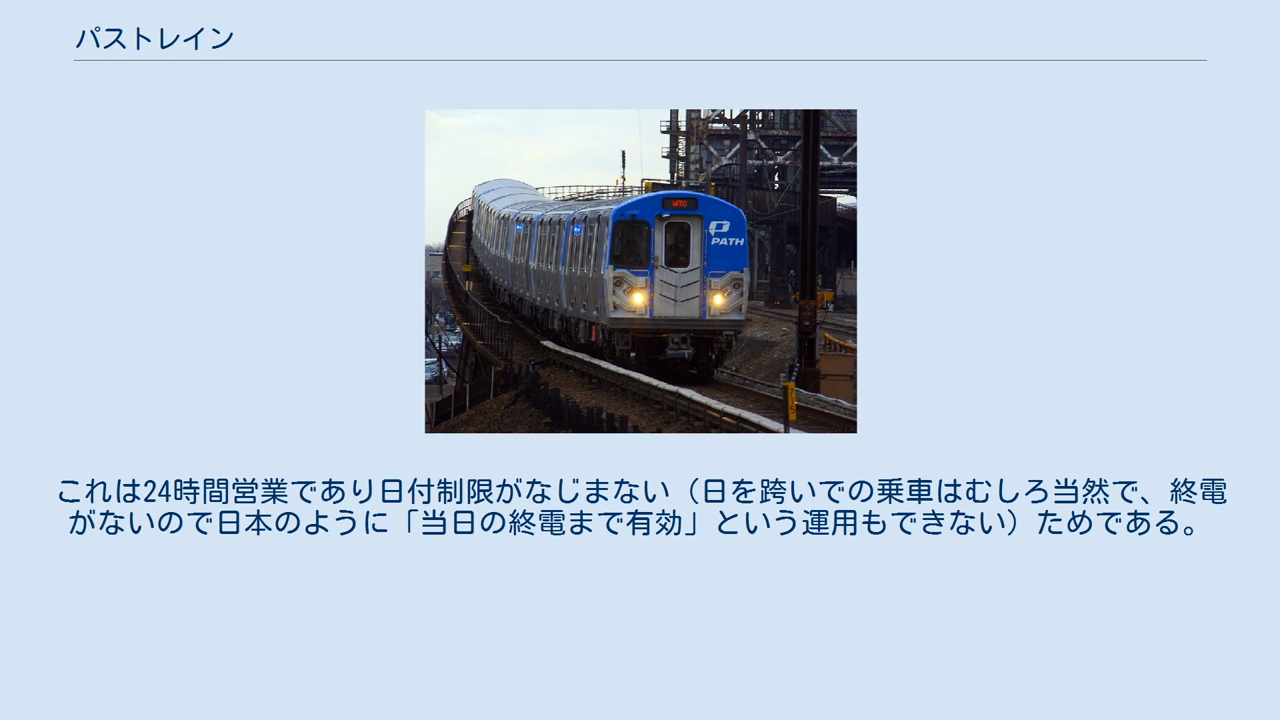 パストレイン
WTC
PATH
これは24時間営業であり日付制限がなじまない（日を跨いでの乗車はむしろ当然で、終電
がないので日本のように「当日の終電まで有効」という運用もできない）ためである。